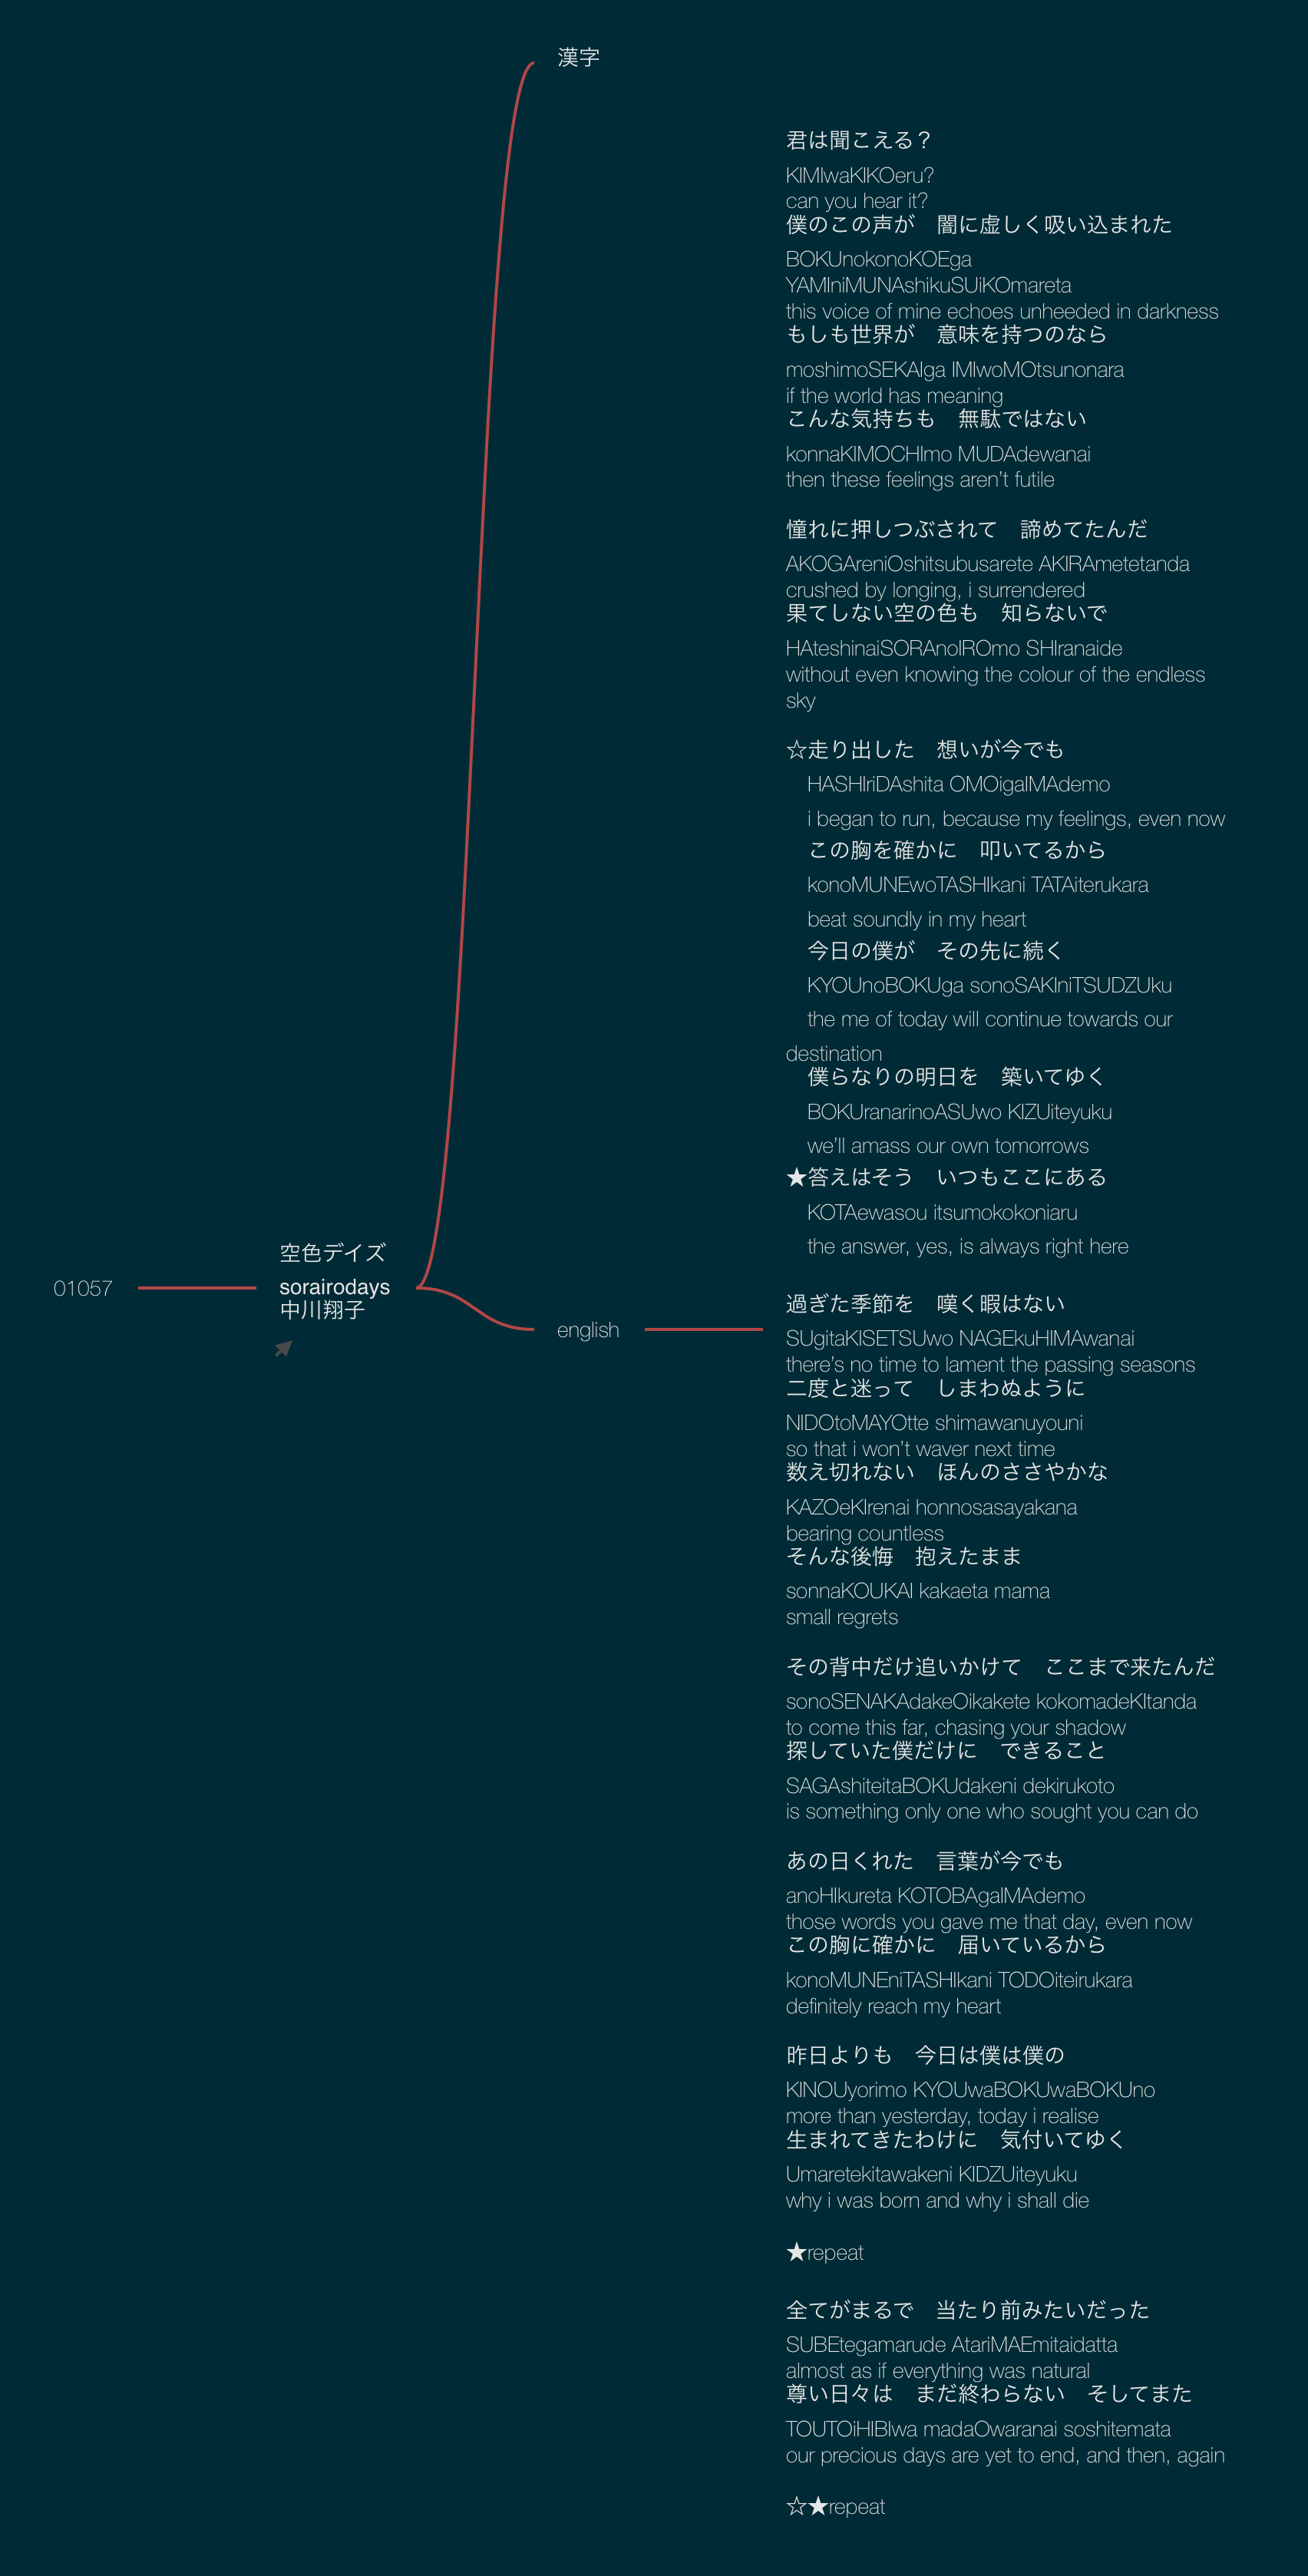 漢字
君は聞こえる？
KIMIwaKIKOeru?
can you hear it?
僕のこの声が　闇に虚しく吸い込まれた
BOKUnokonoKOEga
YAMIniMUNAshikuSUiKOmareta
this voice of mine echoes unheeded in darkness
もしも世界が　意味を持つのなら
moshimoSEKAIga IMIwoMOtsunonara
if the world has meaning
こんな気持ちも　無駄ではない
konnaKIMOCHImo MUDAdewanai
then these feelings aren't futile
憧れに押しつぶされて　諦めてたんだ
AKOGAreniOshitsubusarete AKIRAmetetanda
crushed by longing, i surrendered
果てしない空の色も　知らないで
HAteshinaiSORAnoIROmo SHIranaide
without even knowing the colour of the endless
sky
☆走り出した　想いが今でも
HASHIriDAshita OMOigaIMAdemo
i began to run, because my feelings, even now
この胸を確かに　叩いてるから
konoMUNEwoTASHIkani TATAiterukara
beat soundly in my heart
今日の僕が　その先に続く
KYOUnoBOKUga sonoSAKIniTSUDZUku
the me of today will continue towards our
destination
僕らなりの明日を　築いてゆく
BOKUranarinoASUwo KIZUiteyuku
we'll amass our own tomorrows
★答えはそう　いつもここにある
KOTAewasou itsumokokoniaru
the answer, yes, is always right here
01057
空色デイズ
sorairodays
中川翔子
english
過ぎた季節を　嘆く暇はない
SUgitaKISETSUwo NAGEkuHIMAwanai
there's no time to lament the passing seasons
二度と迷って　しまわぬように
NIDOtoMAYOtte shimawanuyouni
so that i won't waver next time
数え切れない　ほんのささやかな
KAZOeKIrenai honnosasayakana
bearing countless
そんな後悔　抱えたまま
sonnaKOUKAI kakaeta mama
small regrets
その背中だけ追いかけて　ここまで来たんだ
sonoSENAKAdakeOikakete kokomadeKItanda
to come this far, chasing your shadow
探していた僕だけに　できること
SAGAshiteitaBOKUdakeni dekirukoto
is something only one who sought you can do
あの日くれた　言葉が今でも
anoHIkureta KOTOBAgaIMAdemo
those words you gave me that day, even now
この胸に確かに　届いているから
konoMUNEniTASHIkani TODOiteirukara
definitely reach my heart
昨日よりも　今日は僕は僕の
KINOUyorimo KYOUwaBOKUwaBOKUno
more than yesterday, today i realise
生まれてきたわけに　気付いてゆく
Umaretekitawakeni KIDZUiteyuku
why i was born and why i shall die
★repeat
全てがまるで　当たり前みたいだった
SUBEtegamarude AtariMAEmitaidatta
almost as if everything was natural
尊い日々は　まだ終わらない　そしてまた
TOUTOiHIBIwa madaOwaranai soshitemata
our precious days are yet to end, and then, again
☆★repeat